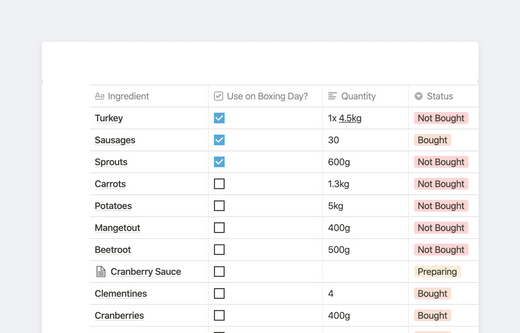 Aa Ingredient Use on Boxing Day? Quantity Status
Turkey 1x 4.5kg Not Bought
Sausages 30 Bought
Sprouts 600g Not Bought
Carrots 1.3kg Not Bought
Potatoes 5kg Not Bought
Mangetout 400g Not Bought
Beetroot 500g Not Bought
Cranberry Sauce Preparing
Clementines 4 Bought
Cranberries 400g Bought